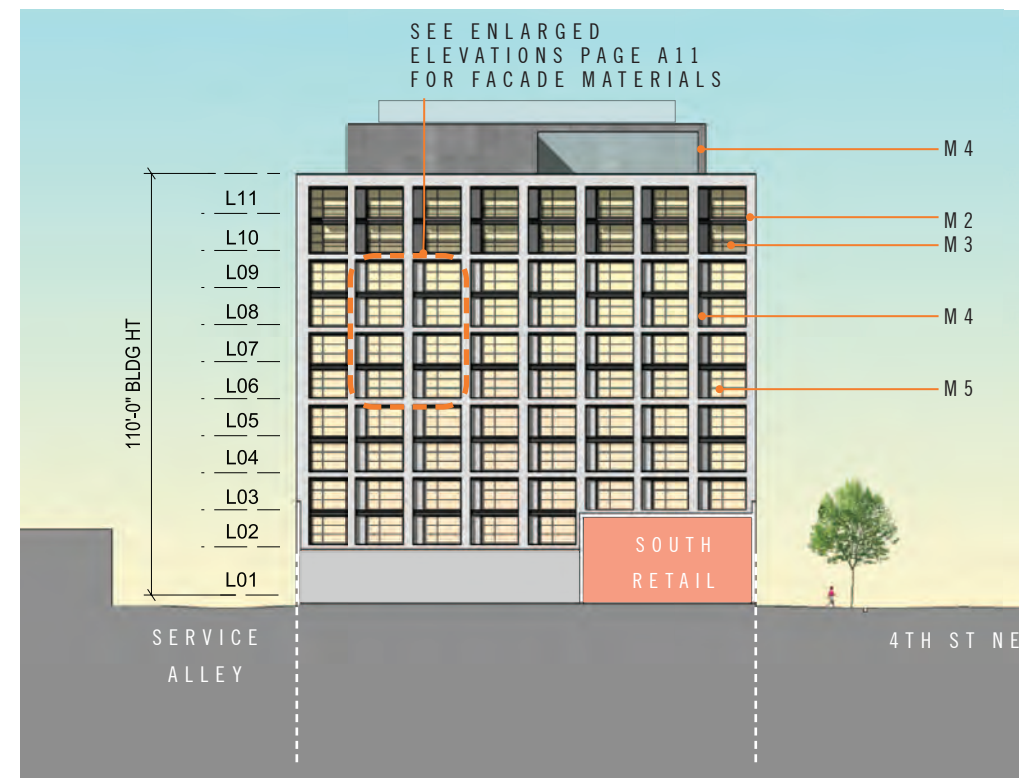 SEE ENLARGED
ELEVATIONS PAGE A11
FOR FACADE MATERIALS
M 4
L11
M 2
L10
M 3
L09
L08
M 4
L07
110'-0" BLDG HT
L06
M 5
L05
L04
L03
L02
SOUTH
RETAIL
L01
SERVICE
ALLEY
4TH ST NE